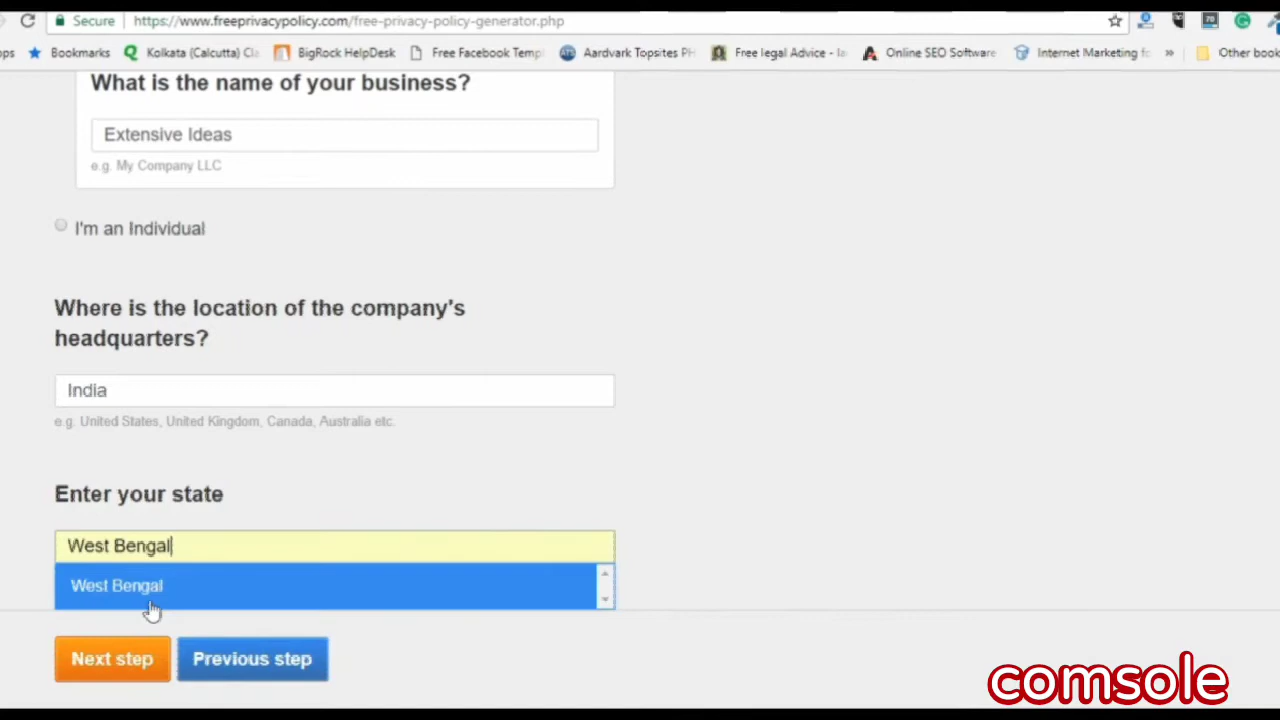 Secure https://www.freeprivacypolicy.com/free-privacy-policy-generator.php
Bookmarks Kolkata (Calcutta) Cl BigRock HelpDesk Free Facebook Temp Aardvark Topsites PH Free legal Advice - la Online SEO Software Internet Marketing fo » Other book
What is the name of your business?
Extensive Ideas
e.g. My Company LLC
I'm an Individual
Where is the location of the company's
headquarters?
India
e.g. United States, United Kingdom, Canada, Australia etc.
Enter your state
West Bengal
West Bengal
Next step Previous step
comsole